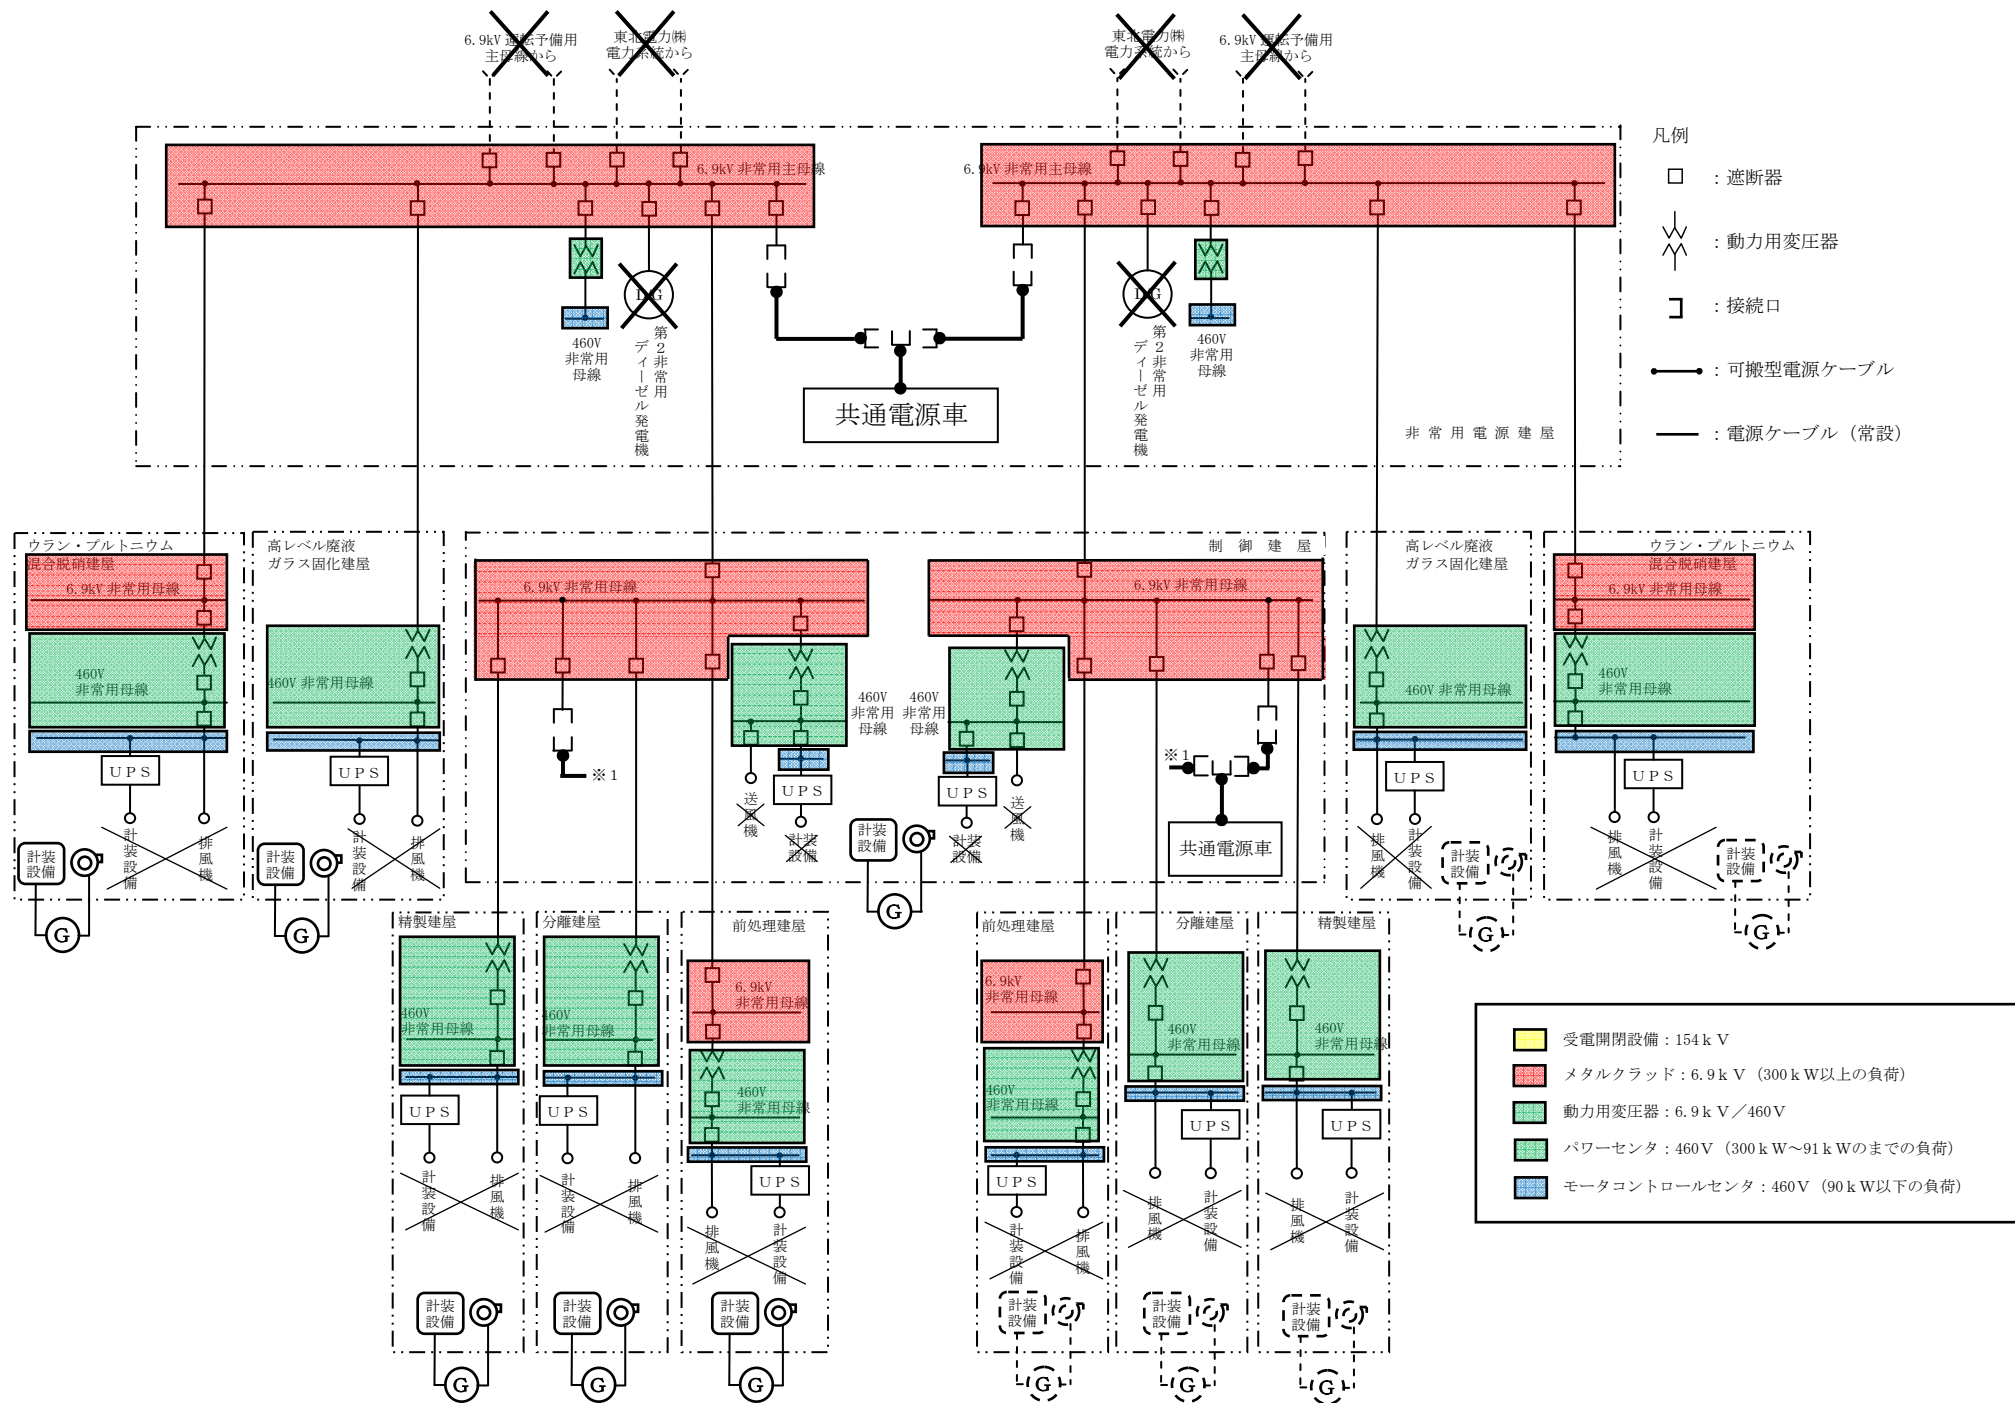 6.9kV 運転予備用
主母線から
東北電力㈱
電力系統から
東北電力㈱
電力系統から
6.9kV 運転予備用
主母線から
6.9kV 非常用主母線
6.9kV 非常用主母線
D/G
D/G
460V
非常用
母線
第2非常用
ディーゼル発電機
共通電源車
第2非常用
ディーゼル発電機
460V
非常用
母線
非常用電源建屋
凡例
：遮断器
：動力用変圧器
：接続口
：可搬型電源ケーブル
：電源ケーブル（常設）
ウラン・プルトニウム
混合脱硝建屋
6.9kV 非常用母線
460V
非常用母線
UPS
計装設備
排風機
計装
設備
G
高レベル廃液
ガラス固化建屋
460V 非常用母線
UPS
計装設備
排風機
計装
設備
G
制御建屋
6.9kV 非常用母線
6.9kV 非常用母線
※1
460V
非常用
母線
送風機
UPS
計装
設備
計装
設備
G
460V
非常用
母線
UPS
計装
設備
送風機
※1
共通電源車
高レベル廃液
ガラス固化建屋
460V 非常用母線
UPS
排風機
計装設備
計装
設備
G
ウラン・プルトニウム
混合脱硝建屋
6.9kV 非常用母線
460V
非常用母線
UPS
排風機
計装設備
計装
設備
G
精製建屋
460V
非常用母線
UPS
計装設備
排風機
計装
設備
G
分離建屋
460V
非常用母線
UPS
計装設備
排風機
計装
設備
G
前処理建屋
6.9kV
非常用母線
460V
非常用母線
UPS
排風機
計装設備
計装
設備
G
前処理建屋
6.9kV
非常用母線
460V
非常用母線
UPS
計装設備
排風機
計装
設備
G
分離建屋
460V
非常用母線
UPS
排風機
計装設備
計装
設備
G
精製建屋
460V
非常用母線
UPS
排風機
計装設備
計装
設備
G
受電開閉設備：154ｋＶ
メタルクラッド：6.9ｋＶ（300ｋW以上の負荷）
動力用変圧器：6.9ｋＶ／460Ｖ
パワーセンタ：460Ｖ（300ｋW～91ｋWのまでの負荷）
モータコントロールセンタ：460Ｖ（90ｋW以下の負荷）